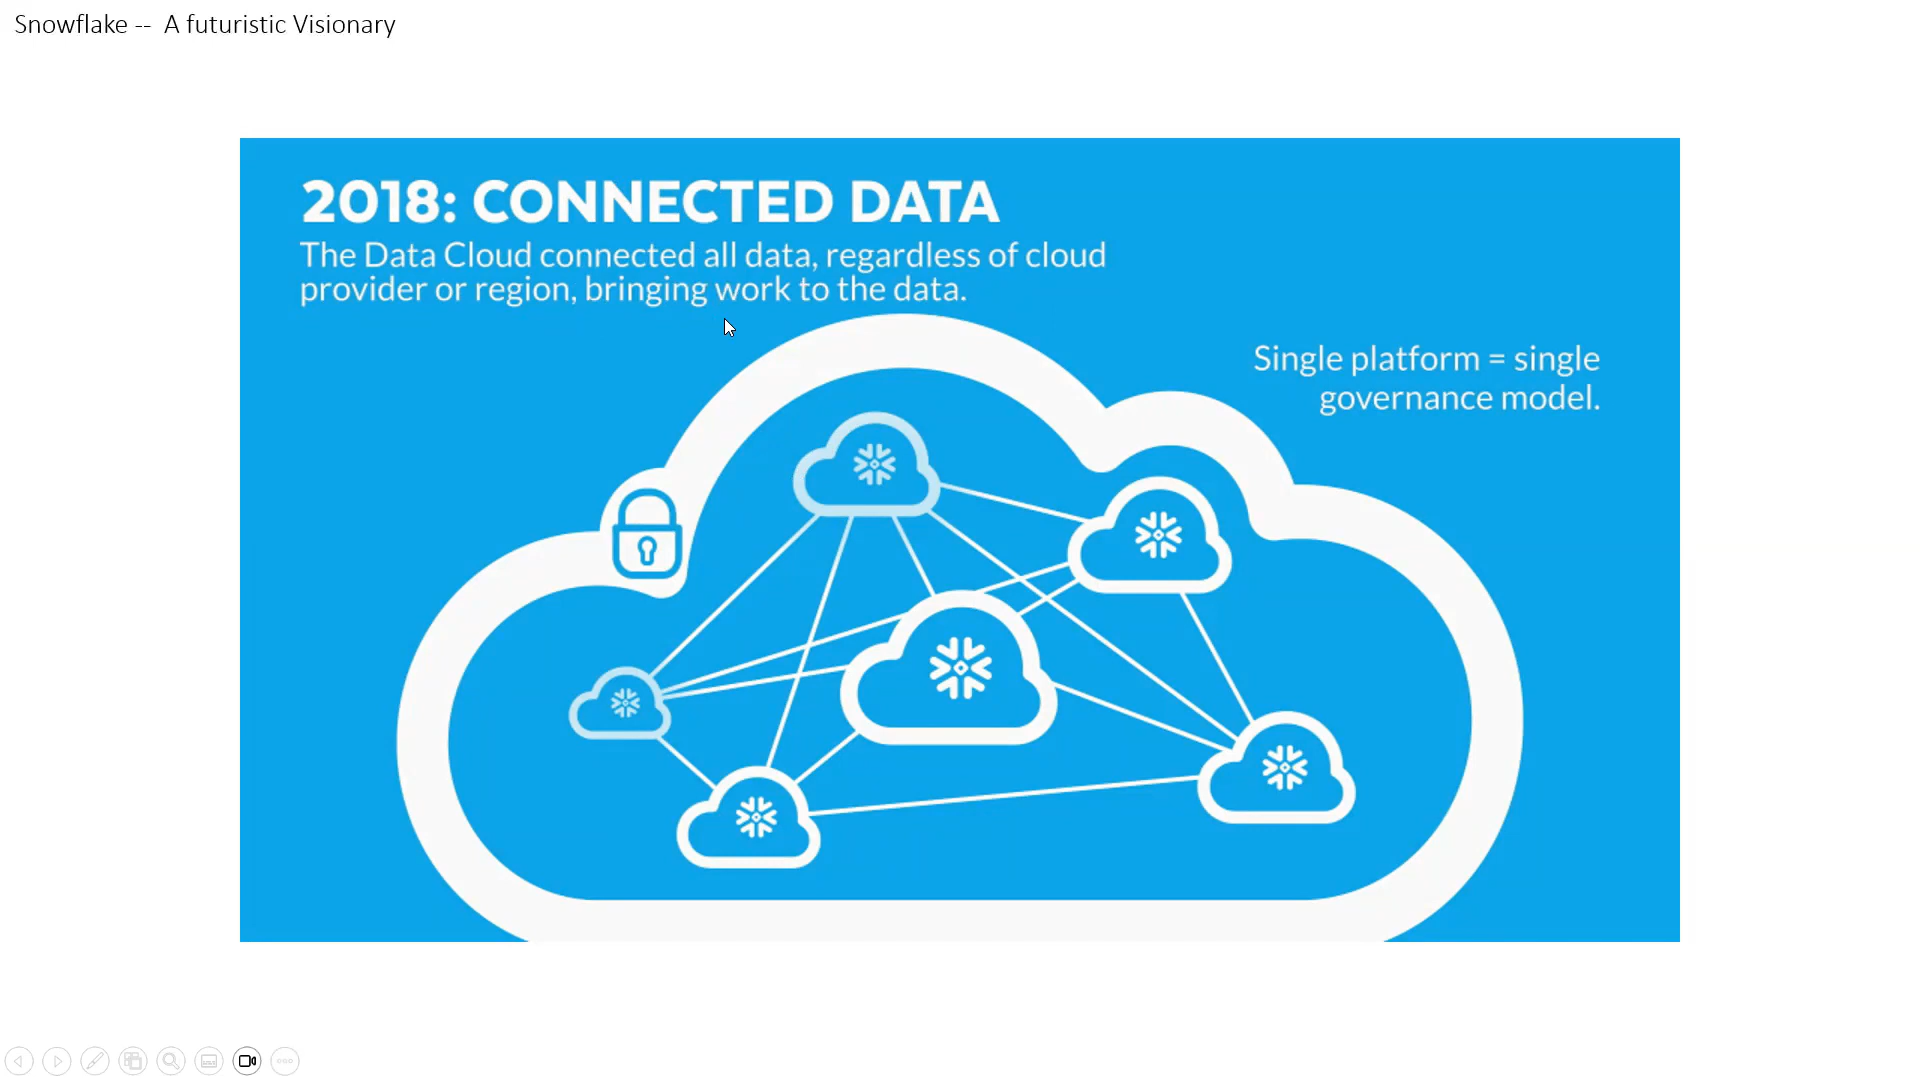 Snowflake -- A futuristic Visionary
2018: CONNECTED DATA
The Data Cloud connected all data, regardless of cloud
provider or region, bringing work to the data.
Single platform = single
governance model.